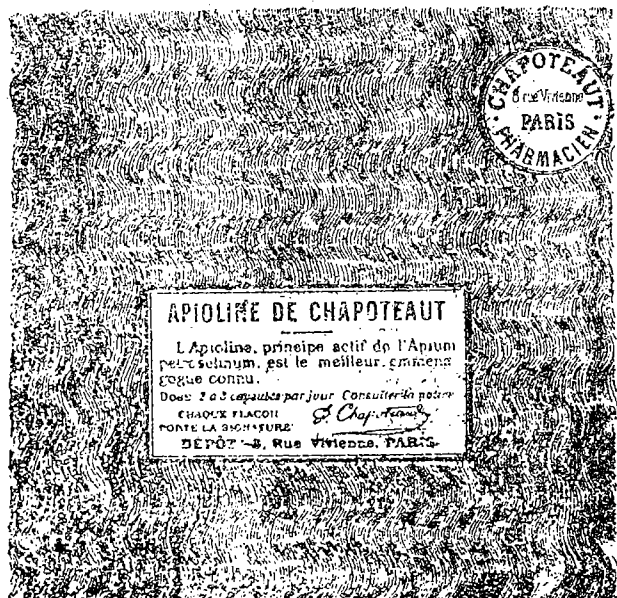 CHAPOTEAUT
8 rue Vivienne
PARIS
PHARMACIEN
APIOLINE DE CHAPOTEAUT
L'Apioline, principe actif de l'Apium
petroselinum, est le meilleur emména
gogue connu.
Dose 2 à 3 capsules par jour Consulter la notice
CHAQUE FLACON
PORTE LA SIGNATURE
P. Chapoteaut
DÉPÔT - 8, Rue Vivienne, PARIS